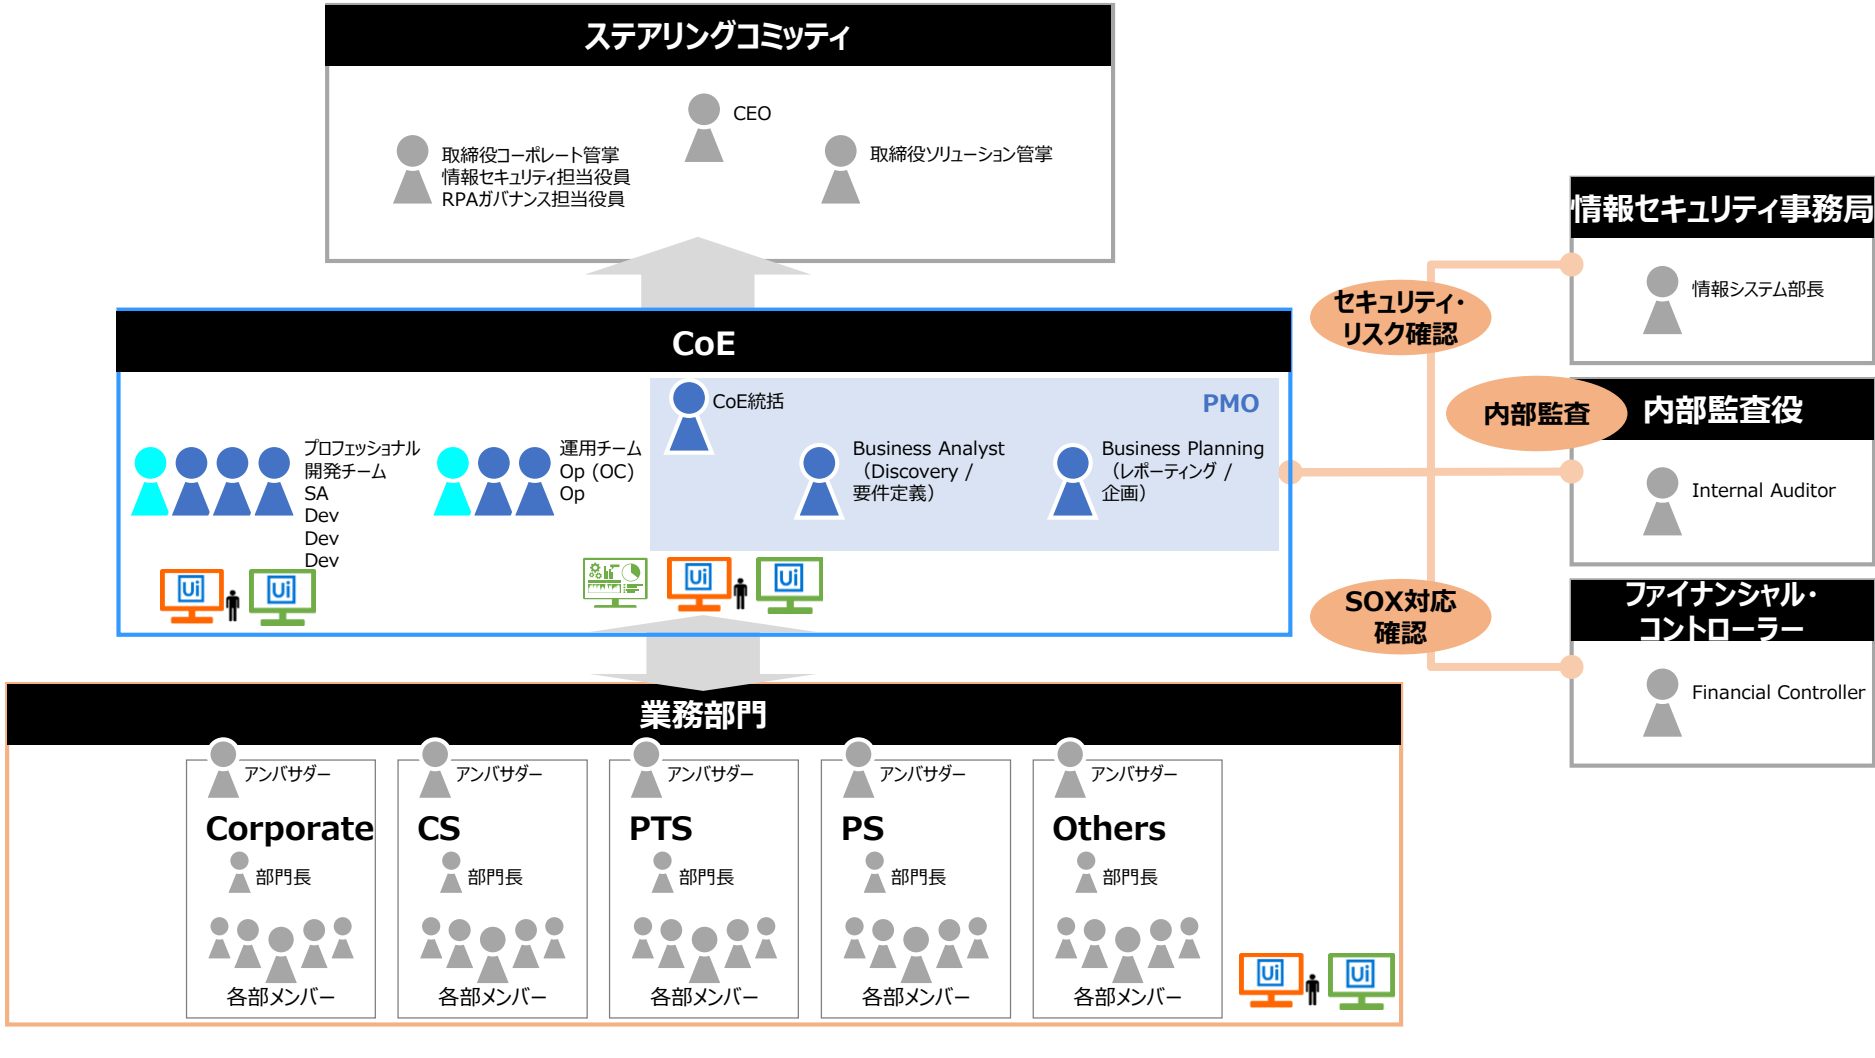 ステアリングコミッティ
CEO
取締役コーポレート管掌
情報セキュリティ担当役員
RPAガバナンス担当役員
取締役ソリューション管掌
情報セキュリティ事務局
情報システム部長
セキュリティ・
リスク確認
CoE
CoE統括
PMO
プロフェッショナル
開発チーム
SA
Dev
Dev
Dev
運用チーム
Op (OC)
Op
Business Analyst
（Discovery /
要件定義）
Business Planning
（レポーティング /
企画）
内部監査
内部監査役
Internal Auditor
Ui
Ui
Ui
Ui
SOX対応
確認
ファイナンシャル・
コントローラー
Financial Controller
業務部門
アンバサダー
Corporate
部門長
各部メンバー
アンバサダー
CS
部門長
各部メンバー
アンバサダー
PTS
部門長
各部メンバー
アンバサダー
PS
部門長
各部メンバー
アンバサダー
Others
部門長
各部メンバー
Ui
Ui